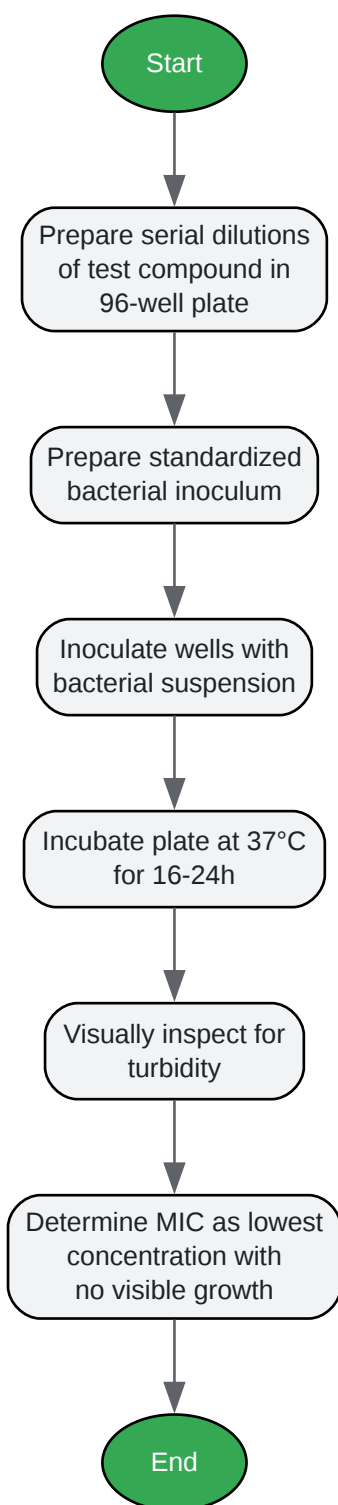 Start
Prepare serial dilutions
of test compound in
96-well plate
Prepare standardized
bacterial inoculum
Inoculate wells with
bacterial suspension
Incubate plate at 37°C
for 16-24h
Visually inspect for
turbidity
Determine MIC as lowest
concentration with
no visible growth
End